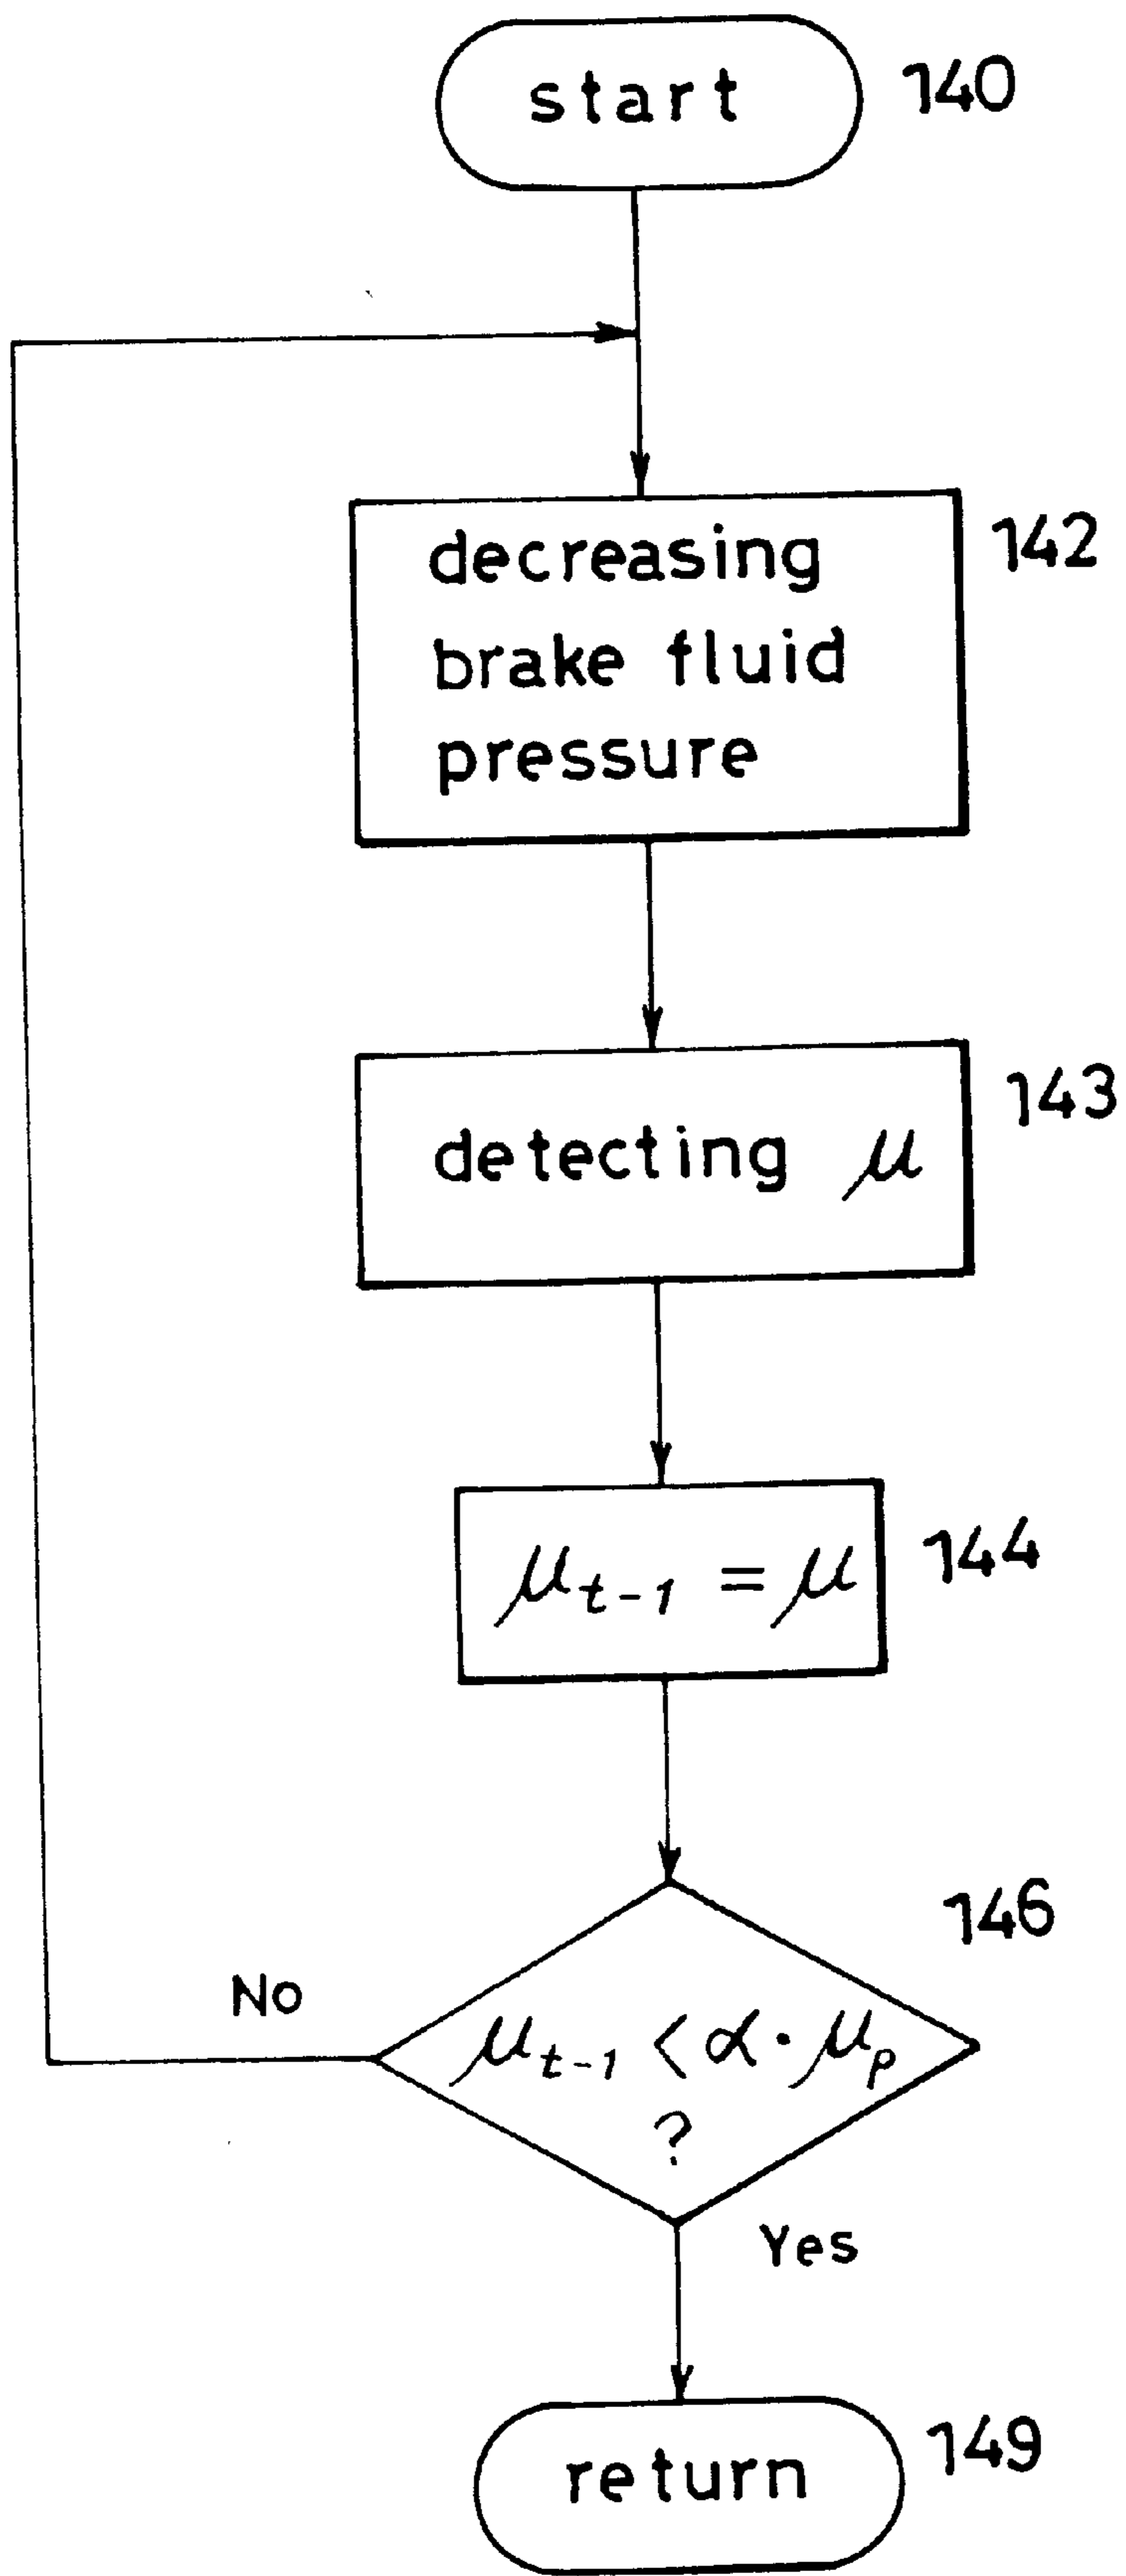 start
140
decreasing
brake fluid
pressure
142
detecting μ
143
μt-1 = μ
144
146
No
μt-1 < α・μp
?
Yes
return
149